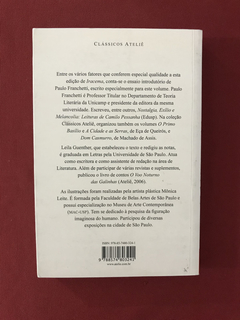 CLÁSSICOS ATELIÊ
Entre os vários fatores que conferem especial qualidade a esta
edição de Iracema, conta-se o ensaio introdutório de
Paulo Franchetti, escrito especialmente para este volume. Paulo
Franchetti é Professor Titular no Departamento de Teoria
Literária da Unicamp e presidente da editora da mesma
universidade. Escreveu, entre outros, Nostalgia, Exílio e
Melancolia: Leituras de Camilo Pessanha (Edusp). Na coleção
Clássicos Ateliê, organizou também os volumes O Primo
Basílio e A Cidade e as Serras, de Eça de Queirós, e
Dom Casmurro, de Machado de Assis.
Leila Guenther, que estabeleceu o texto e redigiu as notas,
é graduada em Letras pela Universidade de São Paulo. Atua
como escritora e como assistente de redação da área de
Literatura. Além de participar de várias revistas e suplementos,
publicou o livro de contos O Vôo Noturno
das Galinhas (Ateliê, 2006).
As ilustrações foram realizadas pela artista plástica Mônica
Leite. É formada pela Faculdade de Belas Artes de São Paulo e
possui especialização no Museu de Arte Contemporânea
(MAC-USP). Tem se dedicado à pesquisa da figuração
imaginária do humano. Participou de diversas
exposições na cidade de São Paulo.